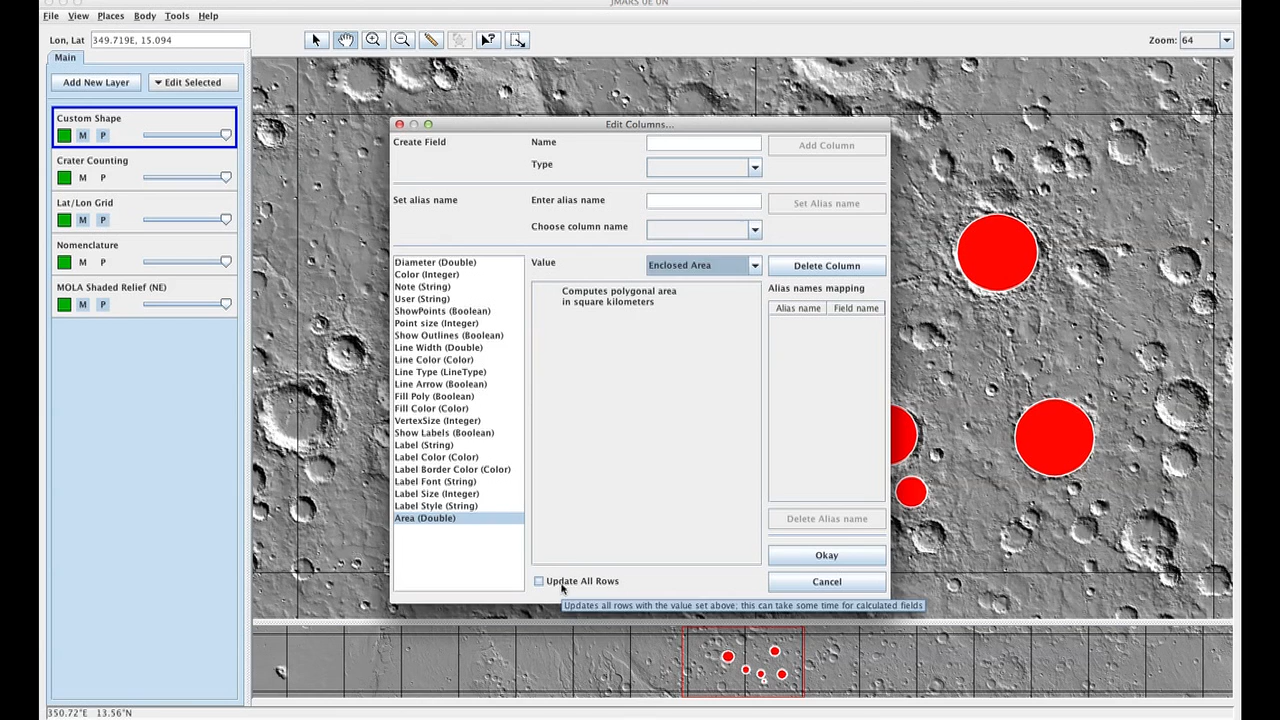 File View Places Body Tools Help
Lon, Lat 349.719E, 15.094
Zoom: 64
Main
Add New Layer
Edit Selected
Custom Shape
M P
Crater Counting
M P
Lat/Lon Grid
M P
Nomenclature
M P
MOLA Shaded Relief (NE)
M P
Edit Columns...
Create Field
Name
Add Column
Type
Set alias name
Enter alias name
Set Alias name
Choose column name
Diameter (Double)
Color (Integer)
Note (String)
User (String)
ShowPoints (Boolean)
Point size (Integer)
Show Outlines (Boolean)
Line Width (Double)
Line Color (Color)
Line Type (LineType)
Line Arrow (Boolean)
Fill Poly (Boolean)
Fill Color (Color)
VertexSize (Integer)
Show Labels (Boolean)
Label (String)
Label Color (Color)
Label Border Color (Color)
Label Font (String)
Label Size (Integer)
Label Style (String)
Area (Double)
Value
Enclosed Area
Computes polygonal area
in square kilometers
Update All Rows
Delete Column
Alias names mapping
Alias name
Field name
Delete Alias name
Okay
Cancel
Updates all rows with the value set above; this can take some time for calculated fields
350.72°E 13.56°N